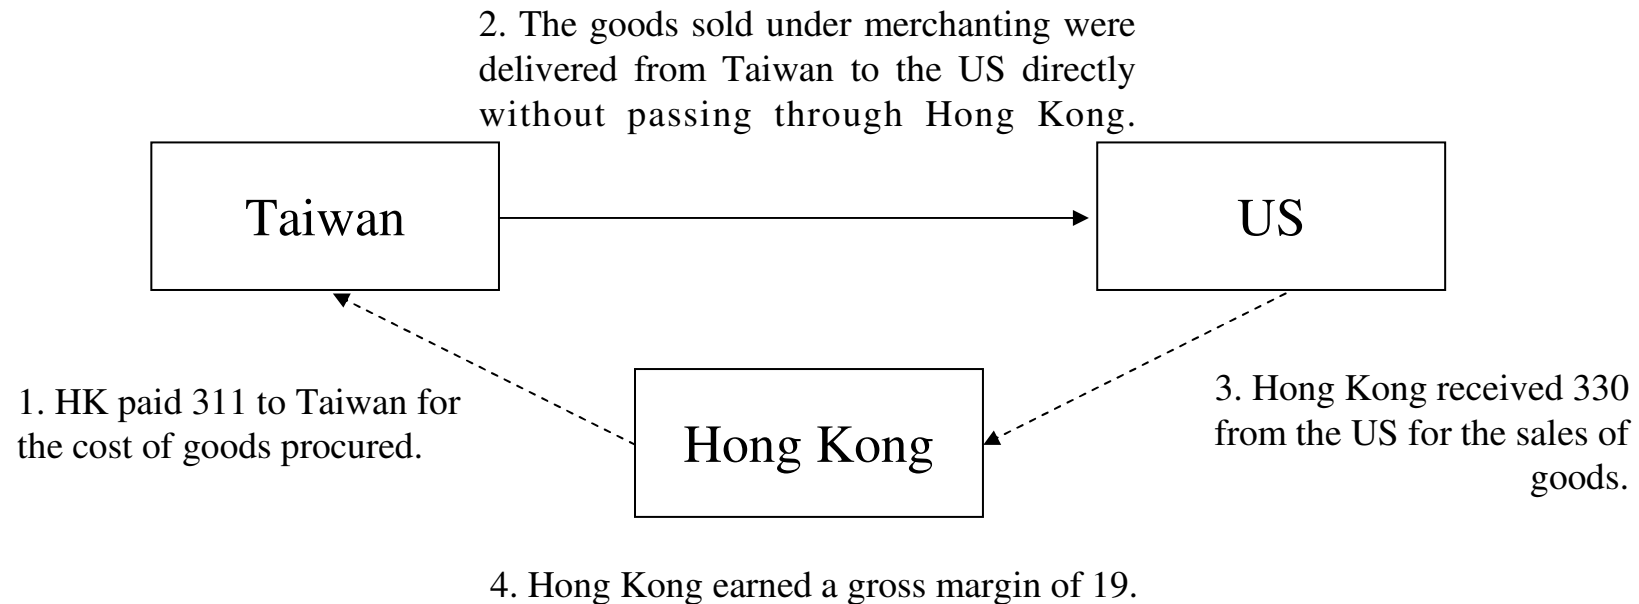 2. The goods sold under merchanting were
delivered from Taiwan to the US directly
without passing through Hong Kong.
Taiwan
US
1. HK paid 311 to Taiwan for
the cost of goods procured.
Hong Kong
3. Hong Kong received 330
from the US for the sales of
goods.
4. Hong Kong earned a gross margin of 19.